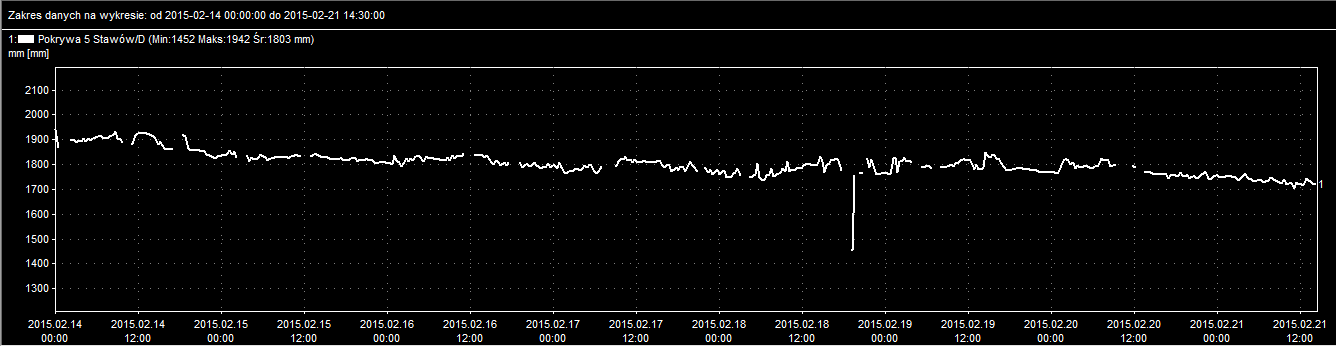 Zakres danych na wykresie: od 2015-02-14 00:00:00 do 2015-02-21 14:30:00
1: Pokrywa 5 Stawów/D (Min:1452 Maks:1942 Śr:1803 mm)
mm [mm]
2100
2000
1900
1800
1700
1
1600
1500
1400
1300
2015.02.14 2015.02.14 2015.02.15 2015.02.15 2015.02.16 2015.02.16 2015.02.17 2015.02.17 2015.02.18 2015.02.18 2015.02.19 2015.02.19 2015.02.20 2015.02.20 2015.02.21 2015.02.21
00:00 12:00 00:00 12:00 00:00 12:00 00:00 12:00 00:00 12:00 00:00 12:00 00:00 12:00 00:00 12:00